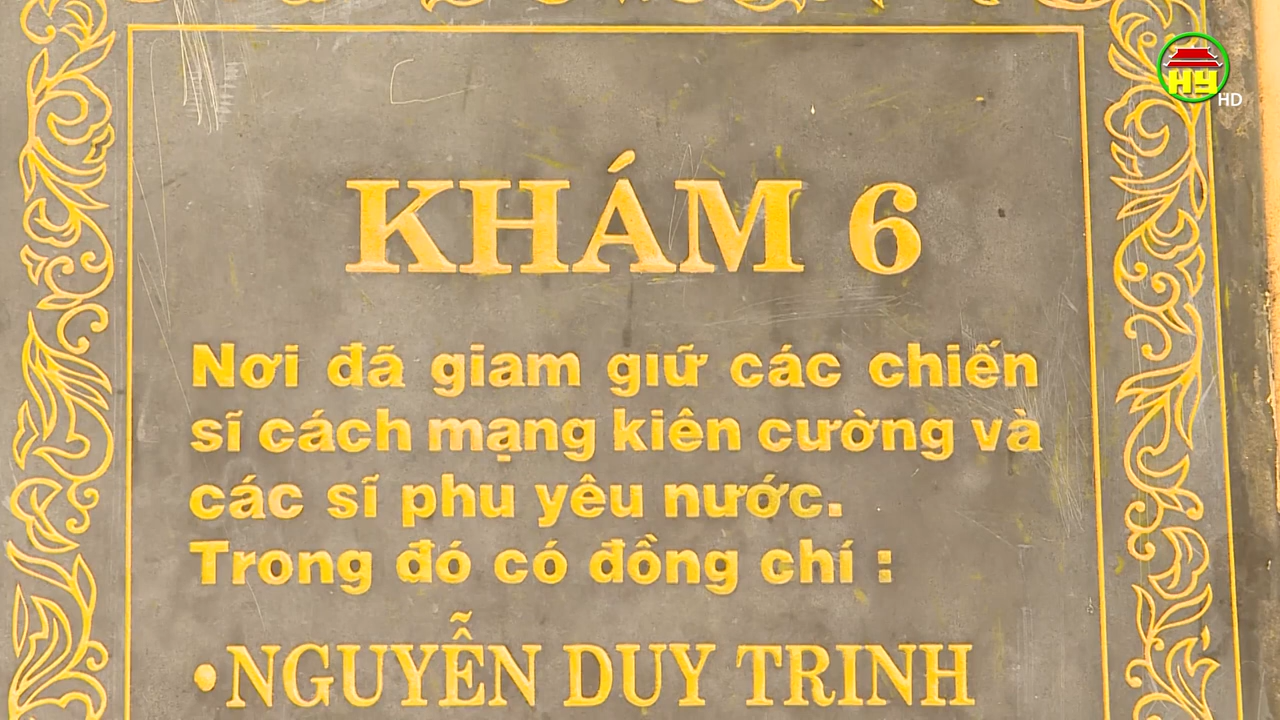 HY HD
KHÁM 6
Nơi đã giam giữ các chiến
sĩ cách mạng kiên cường và
các sĩ phu yêu nước.
Trong đó có đồng chí :
•NGUYỄN DUY TRINH